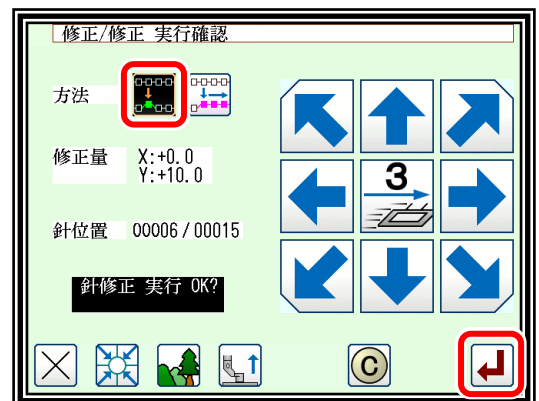 修正/修正 実行確認
方法
修正量 X:+0.0
Y:+10.0
3
針位置 00006/00015
針修正 実行 OK?
C